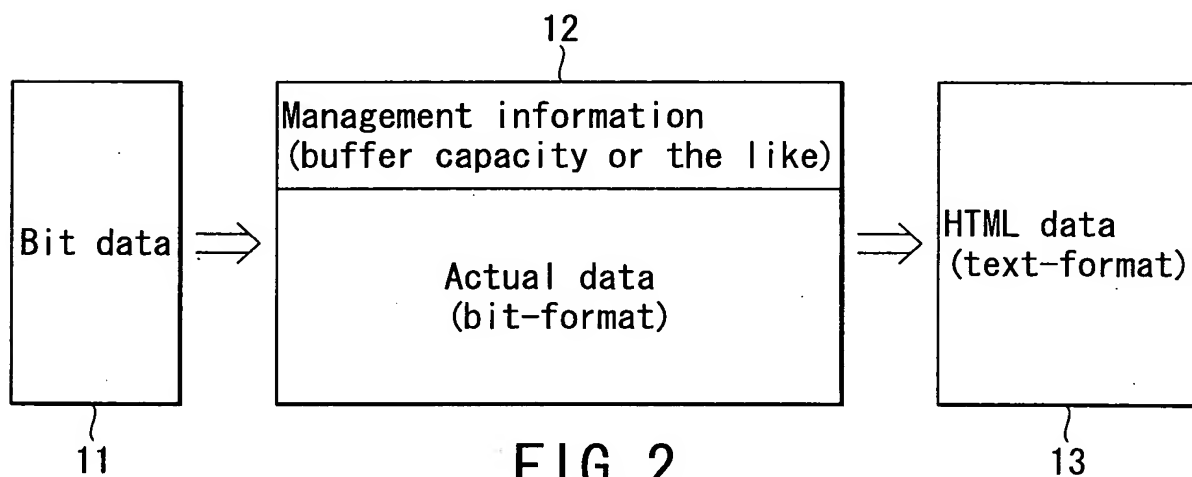 12
Management information
(buffer capacity or the like)
Bit data
Actual data
(bit-format)
HTML data
(text-format)
11
13
FIG. 2